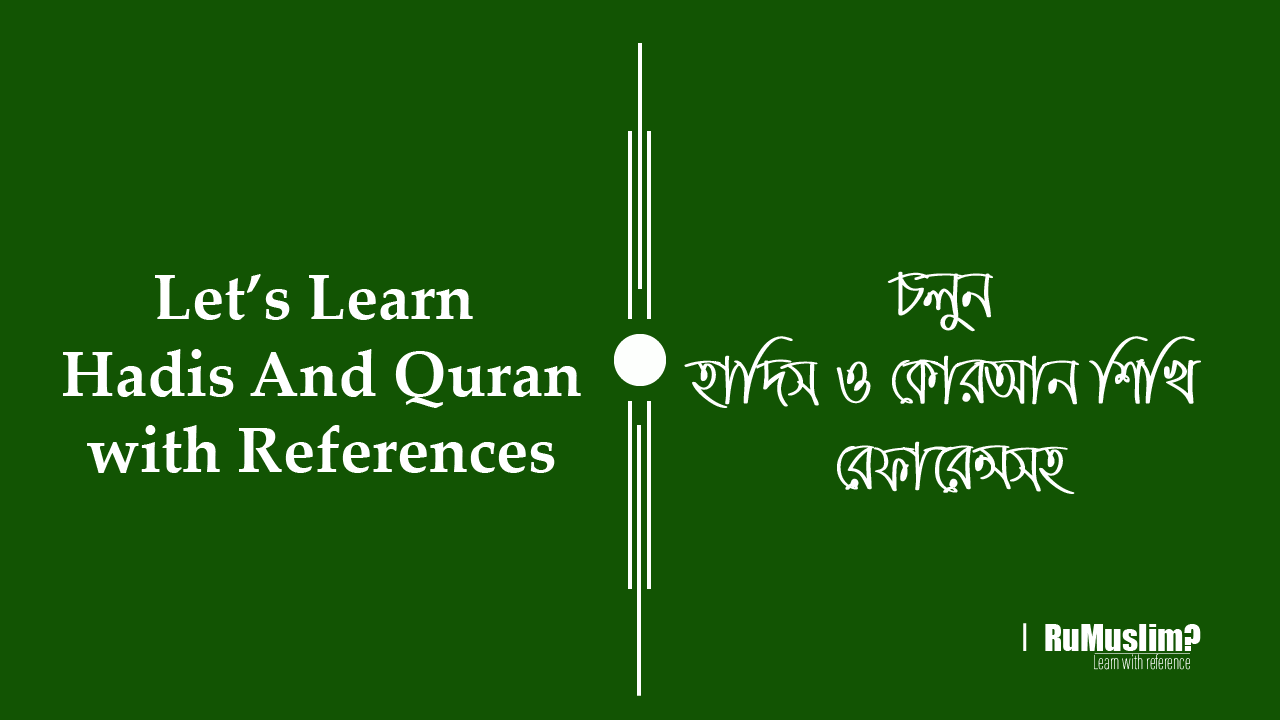 Let’s Learn
Hadis And Quran
with References
চলুন
হাদিস ও কোরআন শিখি
রেফারেন্সসহ
RuMuslim?
Learn with reference